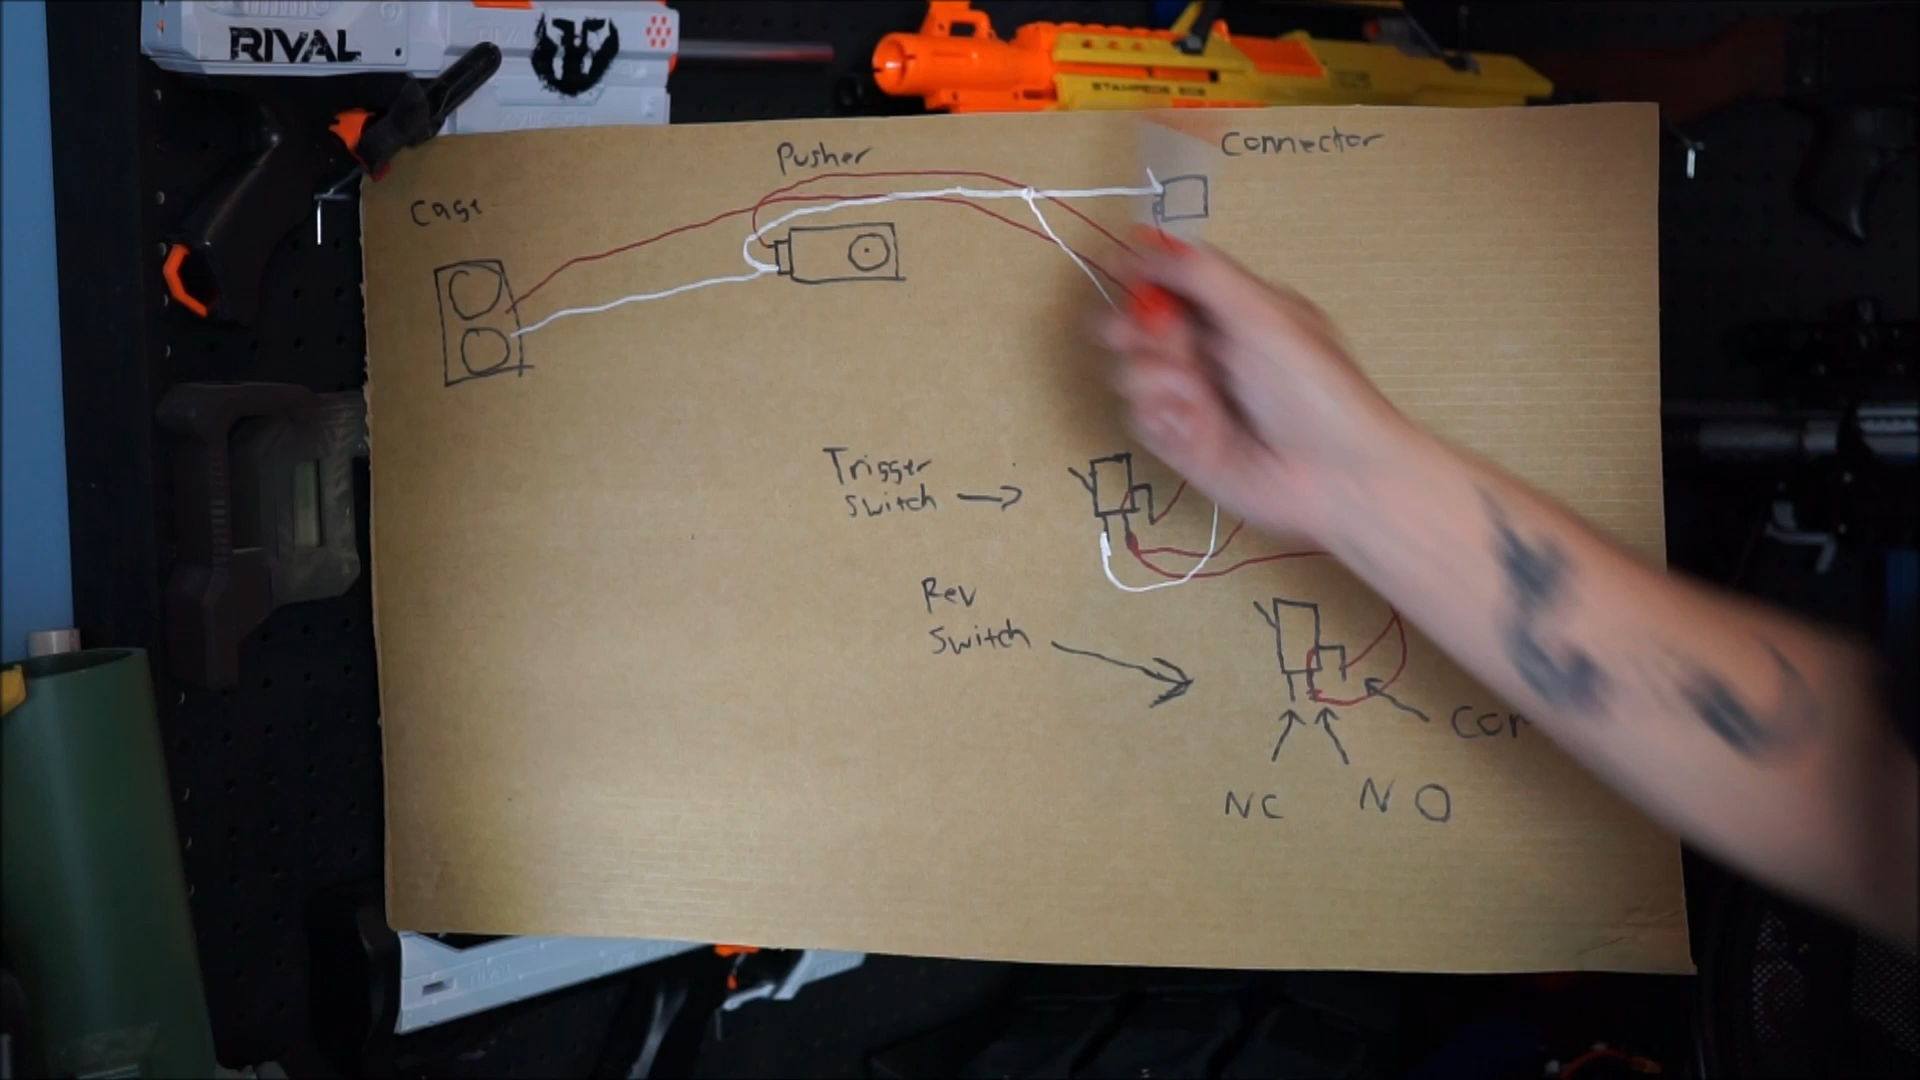 RIVAL
STAMPEDE ECS
Pusher
Connector
Cage
Trigger
Switch
Rev
Switch
NC
NO